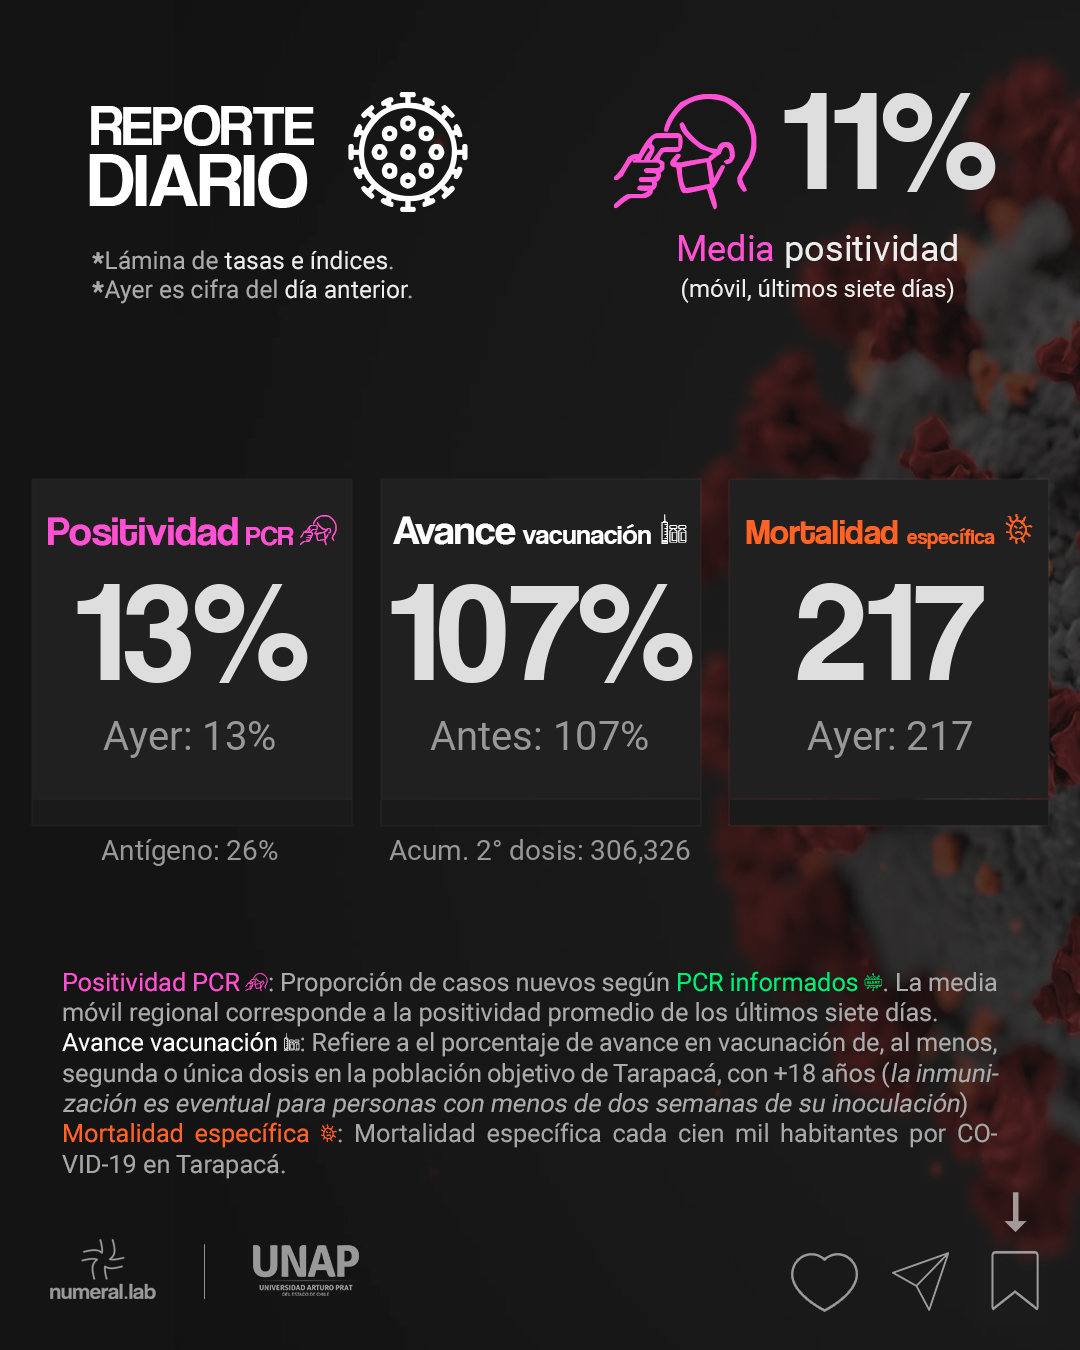 REPORTE
DIARIO
*Lámina de tasas e índices.
*Ayer es cifra del día anterior.
11%
Media positividad
(móvil, últimos siete días)
Positividad PCR
13%
Ayer: 13%
Antígeno: 26%
Avance vacunación
107%
Antes: 107%
Acum. 2° dosis: 306,326
Mortalidad específica
217
Ayer: 217
Positividad PCR : Proporción de casos nuevos según PCR informados . La media
móvil regional corresponde a la positividad promedio de los últimos siete días.
Avance vacunación : Refiere a el porcentaje de avance en vacunación de, al menos,
segunda o única dosis en la población objetivo de Tarapacá, con +18 años (la inmuni-
zación es eventual para personas con menos de dos semanas de su inoculación)
Mortalidad específica : Mortalidad específica cada cien mil habitantes por CO-
VID-19 en Tarapacá.
numeral.lab
UNAP
UNIVERSIDAD ARTURO PRAT
DEL ESTADO DE CHILE